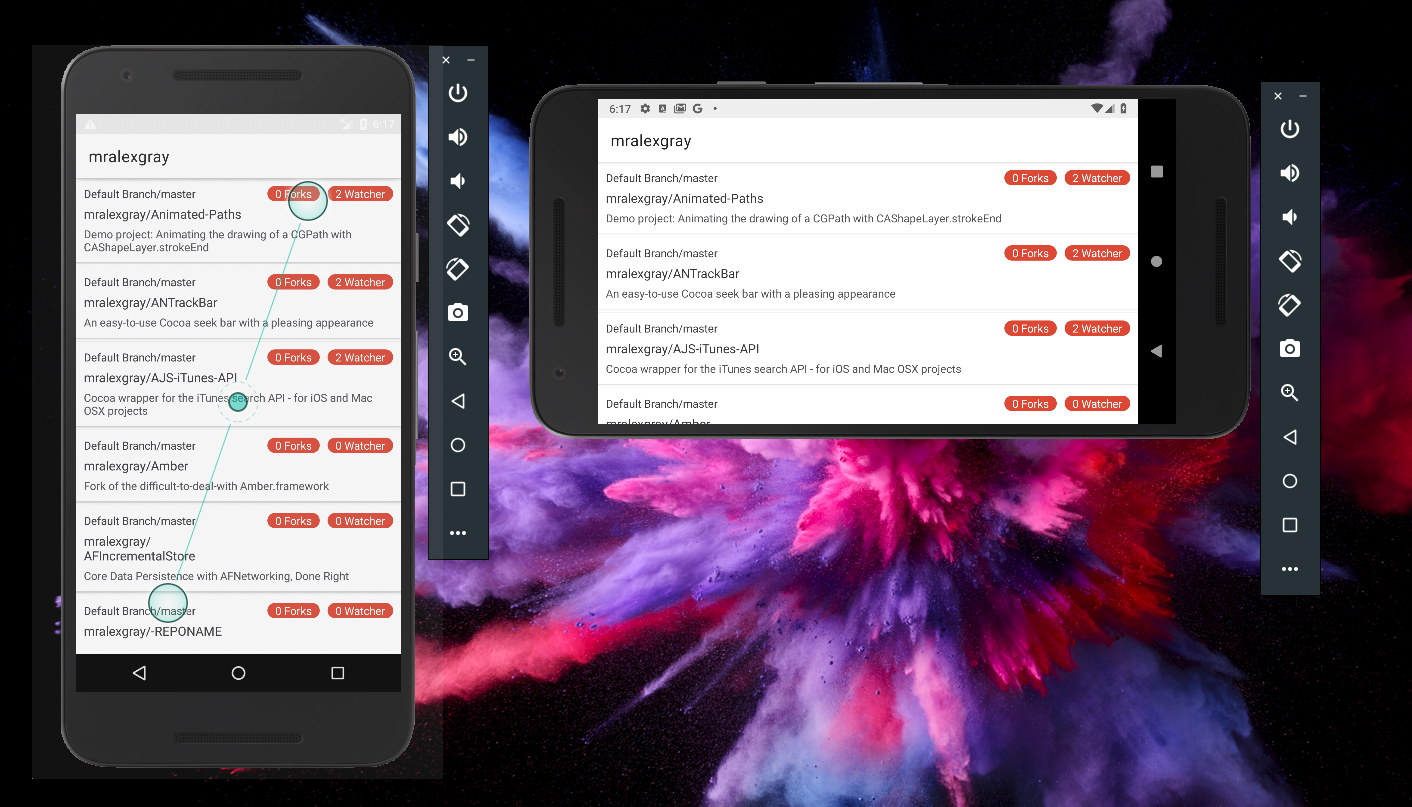 6:17
mralexgray
Default Branch/master 0 Forks 2 Watcher
mralexgray/Animated-Paths
Demo project: Animating the drawing of a CGPath with
CAShapeLayer.strokeEnd
Default Branch/master 0 Forks 2 Watcher
mralexgray/ANTrackBar
An easy-to-use Cocoa seek bar with a pleasing appearance
Default Branch/master 0 Forks 2 Watcher
mralexgray/AJS-iTunes-API
Cocoa wrapper for the iTunes search API - for iOS and Mac
OSX projects
Default Branch/master 0 Forks 0 Watcher
mralexgray/Amber
Fork of the difficult-to-deal-with Amber.framework
Default Branch/master 0 Forks 0 Watcher
mralexgray/
AFIncrementalStore
Core Data Persistence with AFNetworking, Done Right
Default Branch/master 0 Forks 0 Watcher
mralexgray/-REPONAME
6:17
mralexgray
Default Branch/master 0 Forks 2 Watcher
mralexgray/Animated-Paths
Demo project: Animating the drawing of a CGPath with CAShapeLayer.strokeEnd
Default Branch/master 0 Forks 2 Watcher
mralexgray/ANTrackBar
An easy-to-use Cocoa seek bar with a pleasing appearance
Default Branch/master 0 Forks 2 Watcher
mralexgray/AJS-iTunes-API
Cocoa wrapper for the iTunes search API - for iOS and Mac OSX projects
Default Branch/master 0 Forks 0 Watcher
mralexgray/Amber